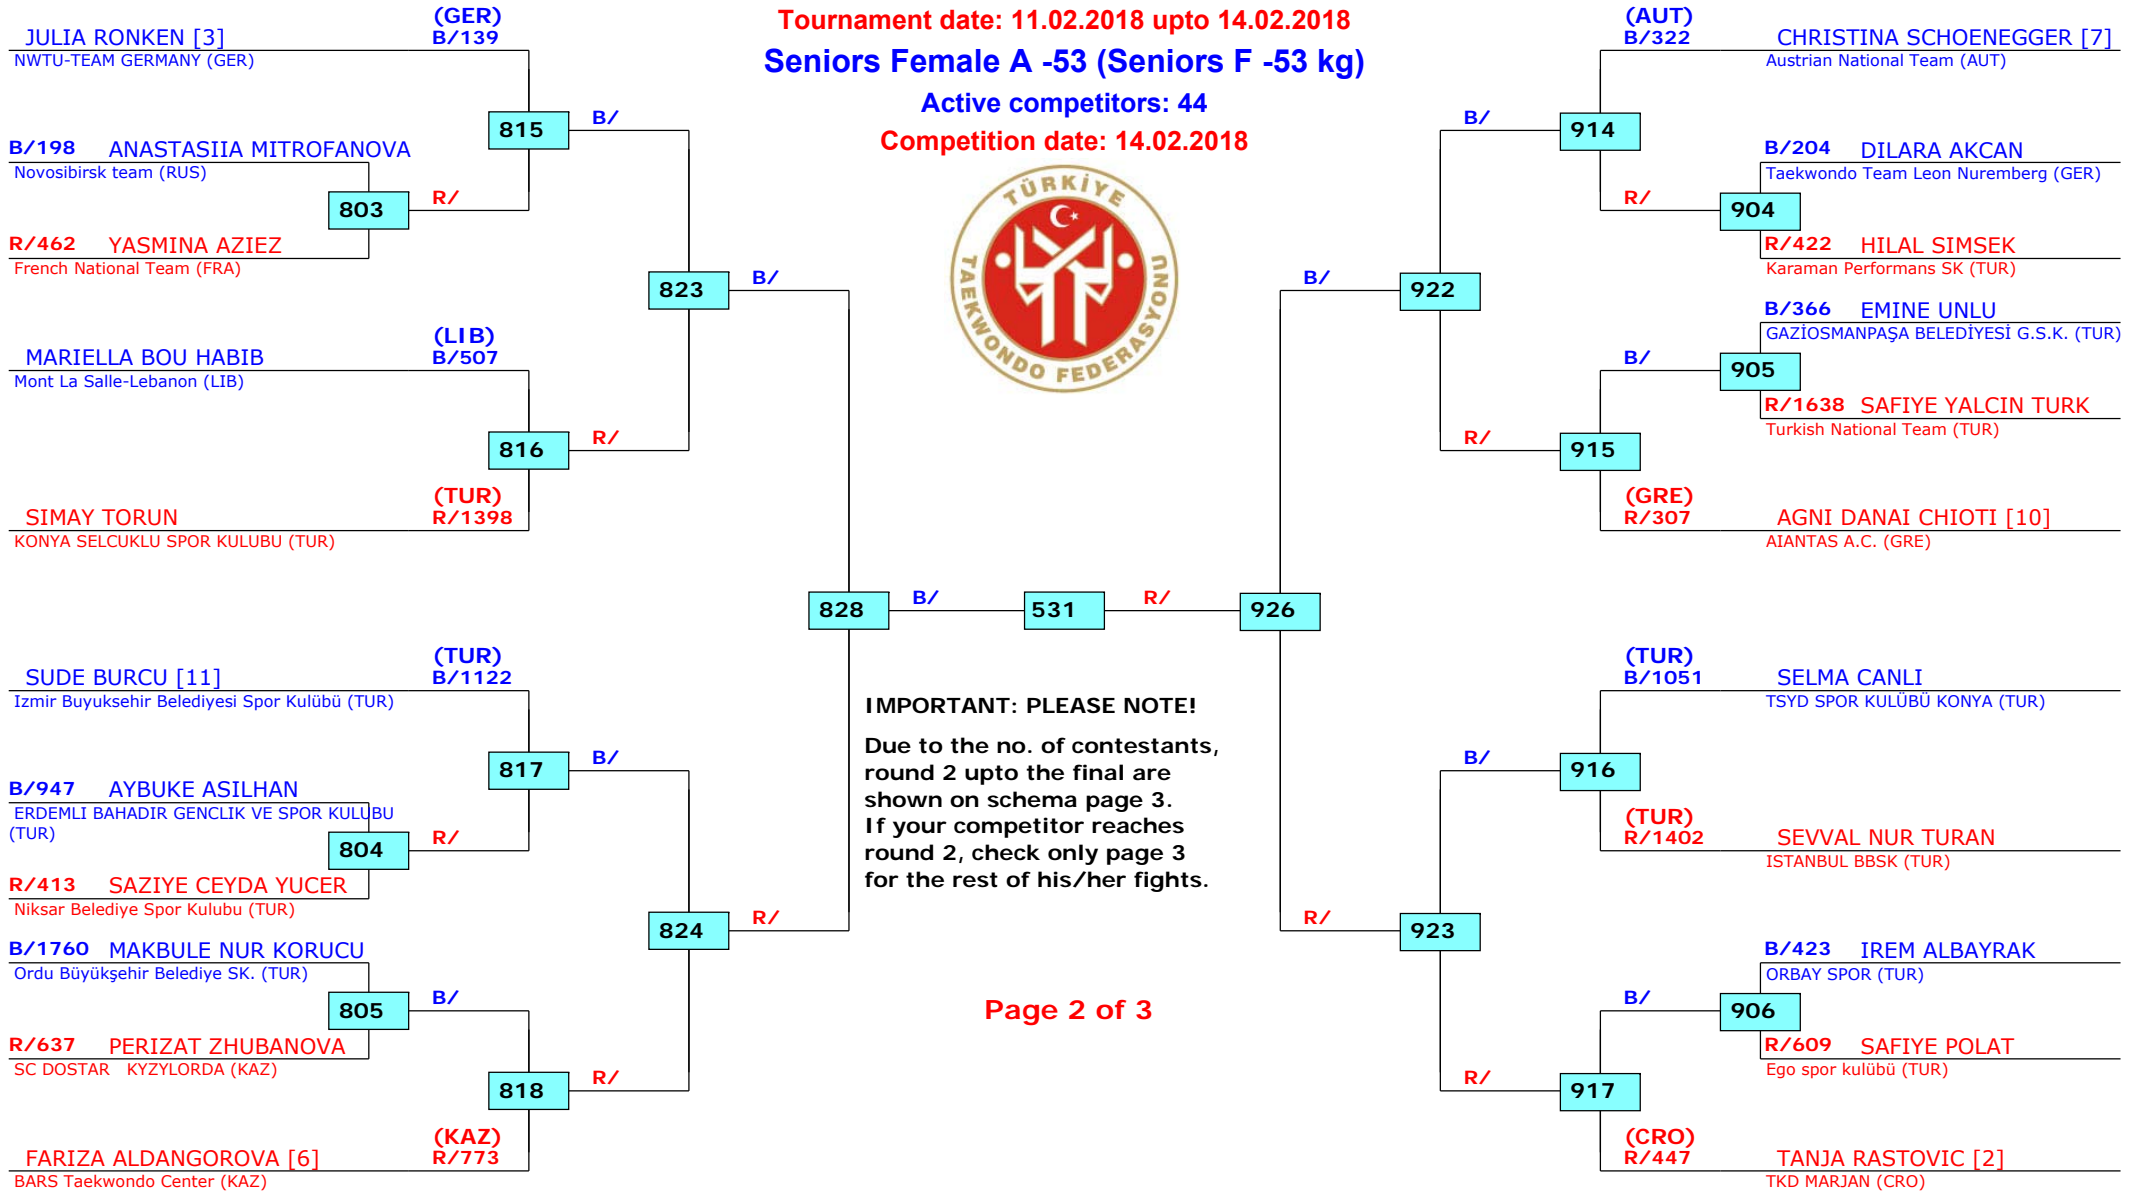 Tournament date: 11.02.2018 upto 14.02.2018
Seniors Female A -53 (Seniors F -53 kg)
Active competitors: 44
Competition date: 14.02.2018
TÜRKİYE
TAEKWONDO FEDERASYONU
(GER)
JULIA RONKEN [3] B/139
NWTU-TEAM GERMANY (GER)
815 B/
B/198 ANASTASIIA MITROFANOVA
Novosibirsk team (RUS)
803 R/
R/462 YASMINA AZIEZ
French National Team (FRA)
823 B/
(LIB)
MARIELLA BOU HABIB B/507
Mont La Salle-Lebanon (LIB)
816 R/
(TUR)
SIMAY TORUN R/1398
KONYA SELCUKLU SPOR KULUBU (TUR)
828 B/ 531 R/ 926
(TUR)
SUDE BURCU [11] B/1122
Izmir Buyuksehir Belediyesi Spor Kulübü (TUR)
817 B/
B/947 AYBUKE ASILHAN
ERDEMLI BAHADIR GENCLIK VE SPOR KULUBU
(TUR)
804 R/
R/413 SAZIYE CEYDA YUCER
Niksar Belediye Spor Kulubu (TUR)
824 R/
B/1760 MAKBULE NUR KORUCU
Ordu Büyükşehir Belediye SK. (TUR)
805 B/
R/637 PERIZAT ZHUBANOVA
SC DOSTAR KYZYLORDA (KAZ)
818 R/
(KAZ)
FARIZA ALDANGOROVA [6] R/773
BARS Taekwondo Center (KAZ)
IMPORTANT: PLEASE NOTE!
Due to the no. of contestants,
round 2 upto the final are
shown on schema page 3.
If your competitor reaches
round 2, check only page 3
for the rest of his/her fights.
Page 2 of 3
(AUT)
B/322 CHRISTINA SCHOENEGGER [7]
Austrian National Team (AUT)
B/ 914
B/204 DILARA AKCAN
Taekwondo Team Leon Nuremberg (GER)
R/ 904
R/422 HILAL SIMSEK
Karaman Performans SK (TUR)
B/ 922
B/366 EMINE UNLU
GAZİOSMANPAŞA BELEDİYESİ G.S.K. (TUR)
B/ 905
R/1638 SAFIYE YALCIN TURK
Turkish National Team (TUR)
R/ 915
(GRE)
R/307 AGNI DANAI CHIOTI [10]
AIANTAS A.C. (GRE)
(TUR)
B/1051 SELMA CANLI
TSYD SPOR KULÜBÜ KONYA (TUR)
B/ 916
(TUR)
R/1402 SEVVAL NUR TURAN
ISTANBUL BBSK (TUR)
R/ 923
B/423 IREM ALBAYRAK
ORBAY SPOR (TUR)
B/ 906
R/609 SAFIYE POLAT
Ego spor kulübü (TUR)
R/ 917
(CRO)
R/447 TANJA RASTOVIC [2]
TKD MARJAN (CRO)